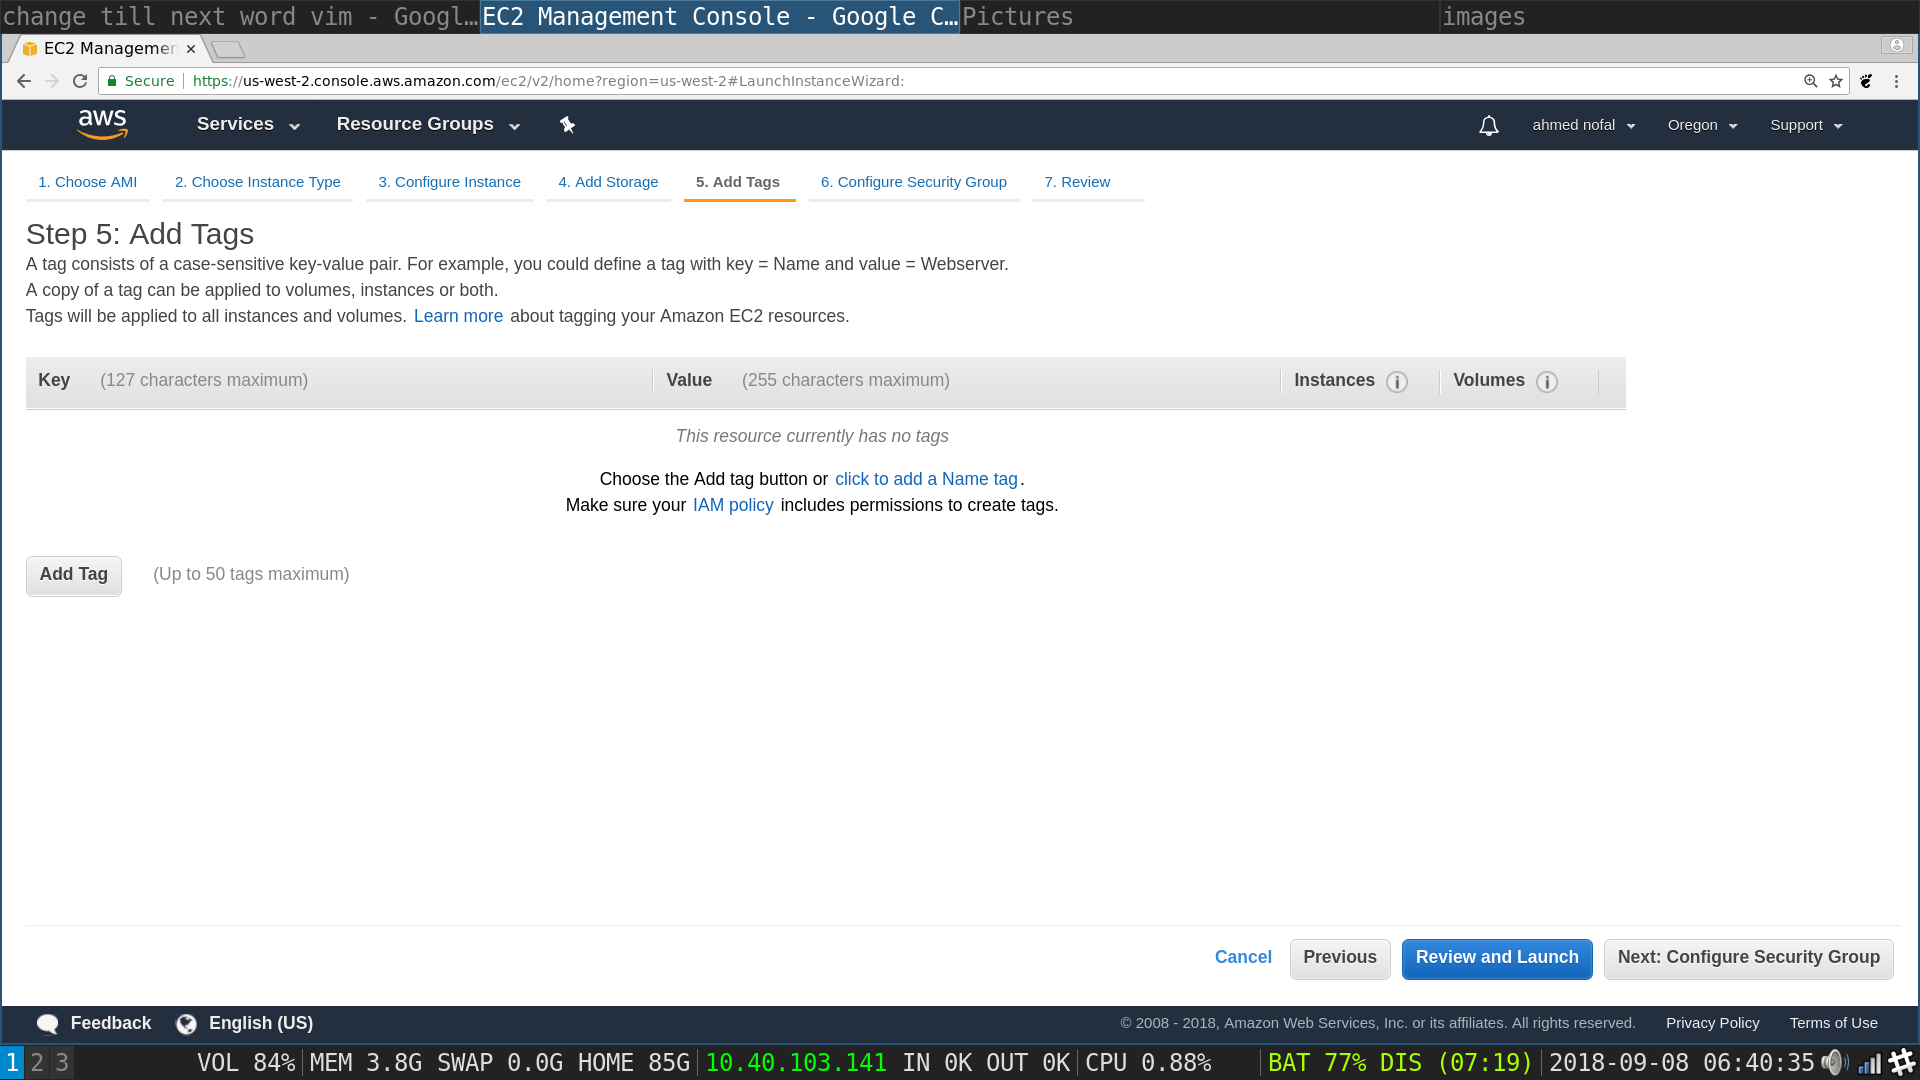 change till next word vim - Googl… EC2 Management Console - Google C… Pictures images
EC2 Managemen
Secure https://us-west-2.console.aws.amazon.com/ec2/v2/home?region=us-west-2#LaunchInstanceWizard:
aws Services Resource Groups ahmed nofal Oregon Support
1. Choose AMI 2. Choose Instance Type 3. Configure Instance 4. Add Storage 5. Add Tags 6. Configure Security Group 7. Review
Step 5: Add Tags
A tag consists of a case-sensitive key-value pair. For example, you could define a tag with key = Name and value = Webserver.
A copy of a tag can be applied to volumes, instances or both.
Tags will be applied to all instances and volumes. Learn more about tagging your Amazon EC2 resources.
Key (127 characters maximum) Value (255 characters maximum) Instances Volumes
This resource currently has no tags
Choose the Add tag button or click to add a Name tag.
Make sure your IAM policy includes permissions to create tags.
Add Tag (Up to 50 tags maximum)
Cancel Previous Review and Launch Next: Configure Security Group
Feedback English (US) © 2008 - 2018, Amazon Web Services, Inc. or its affiliates. All rights reserved. Privacy Policy Terms of Use
1 2 3 VOL 84% MEM 3.8G SWAP 0.0G HOME 85G 10.40.103.141 IN 0K OUT 0K CPU 0.88% BAT 77% DIS (07:19) 2018-09-08 06:40:35